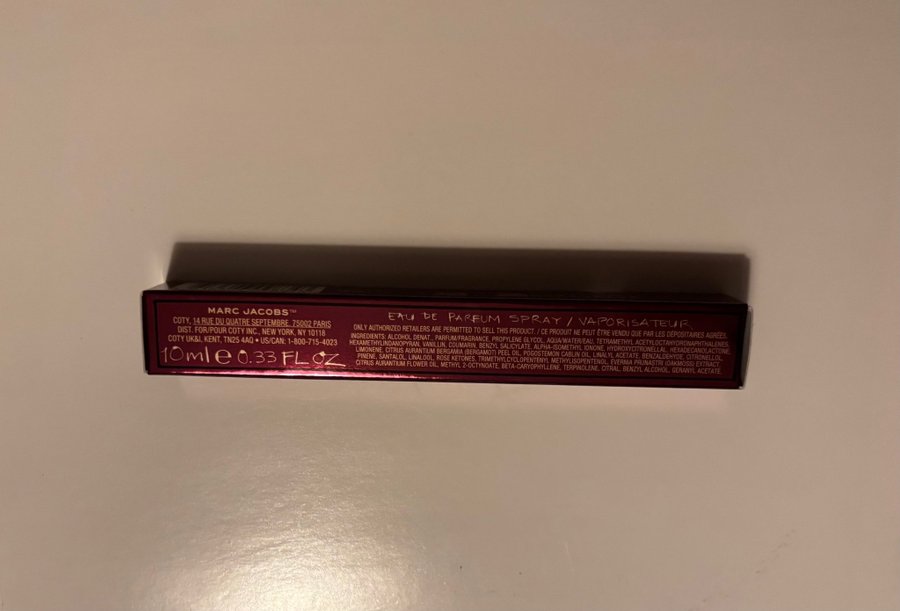 MARC JACOBS™
COTY, 14 RUE DU QUATRE SEPTEMBRE, 75002 PARIS
DIST. FOR/POUR COTY INC., NEW YORK, NY 10118
COTY UK&I, KENT, TN25 4AQ • US/CAN: 1-800-715-4023
10ml e 0.33 FL OZ
EAU DE PARFUM SPRAY / VAPORISATEUR
ONLY AUTHORIZED RETAILERS ARE PERMITTED TO SELL THIS PRODUCT. / CE PRODUIT NE PEUT ÊTRE VENDU QUE PAR LES DÉPOSITAIRES AGRÉÉS.
INGREDIENTS: ALCOHOL DENAT., PARFUM/FRAGRANCE, PROPYLENE GLYCOL, AQUA/WATER/EAU, TETRAMETHYL ACETYLOCTAHYDRONAPHTHALENES,
HEXAMETHYLINDANOPYRAN, VANILLIN, COUMARIN, BENZYL SALICYLATE, ALPHA-ISOMETHYL IONONE, HYDROXYCITRONELLAL, HEXADECANOLACTONE,
LIMONENE, CITRUS AURANTIUM BERGAMIA (BERGAMOT) PEEL OIL, POGOSTEMON CABLIN OIL, LINALYL ACETATE, BENZALDEHYDE, CITRONELLOL,
PINENE, SANTALOL, LINALOOL, ROSE KETONES, TRIMETHYLCYCLOPENTENYL METHYLISOPENTENOL, EVERNIA PRUNASTRI (OAKMOSS) EXTRACT,
CITRUS AURANTIUM FLOWER OIL, METHYL 2-OCTYNOATE, BETA-CARYOPHYLLENE, TERPINOLENE, CITRAL, BENZYL ALCOHOL, GERANYL ACETATE.